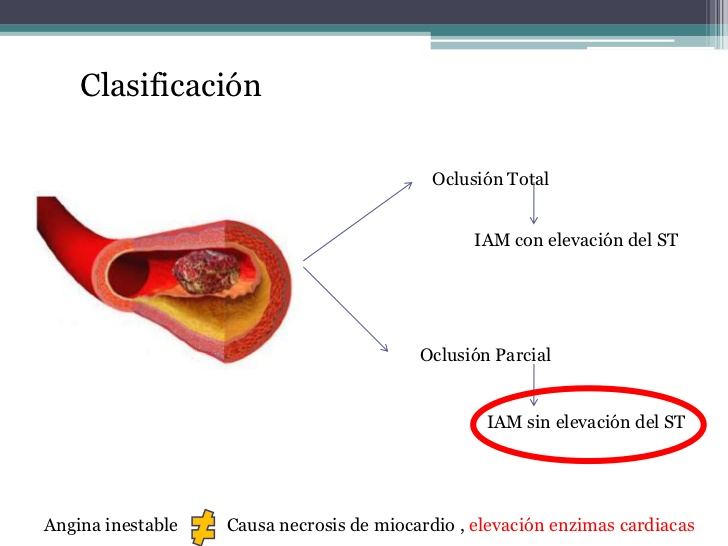 Clasificación
Oclusión Total
IAM con elevación del ST
Oclusión Parcial
IAM sin elevación del ST
Angina inestable ≠ Causa necrosis de miocardio , elevación enzimas cardiacas